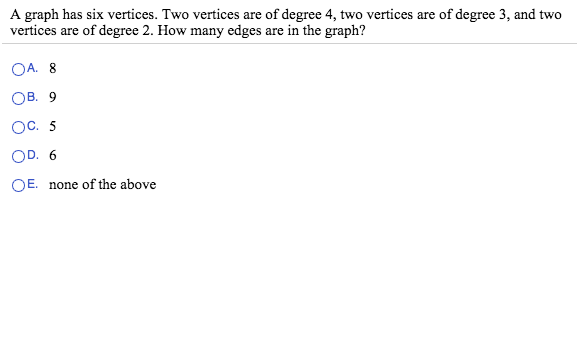 A graph has six vertices. Two vertices are of degree 4, two vertices are of degree 3, and two
vertices are of degree 2. How many edges are in the graph?
A. 8
B. 9
C. 5
D. 6
E. none of the above